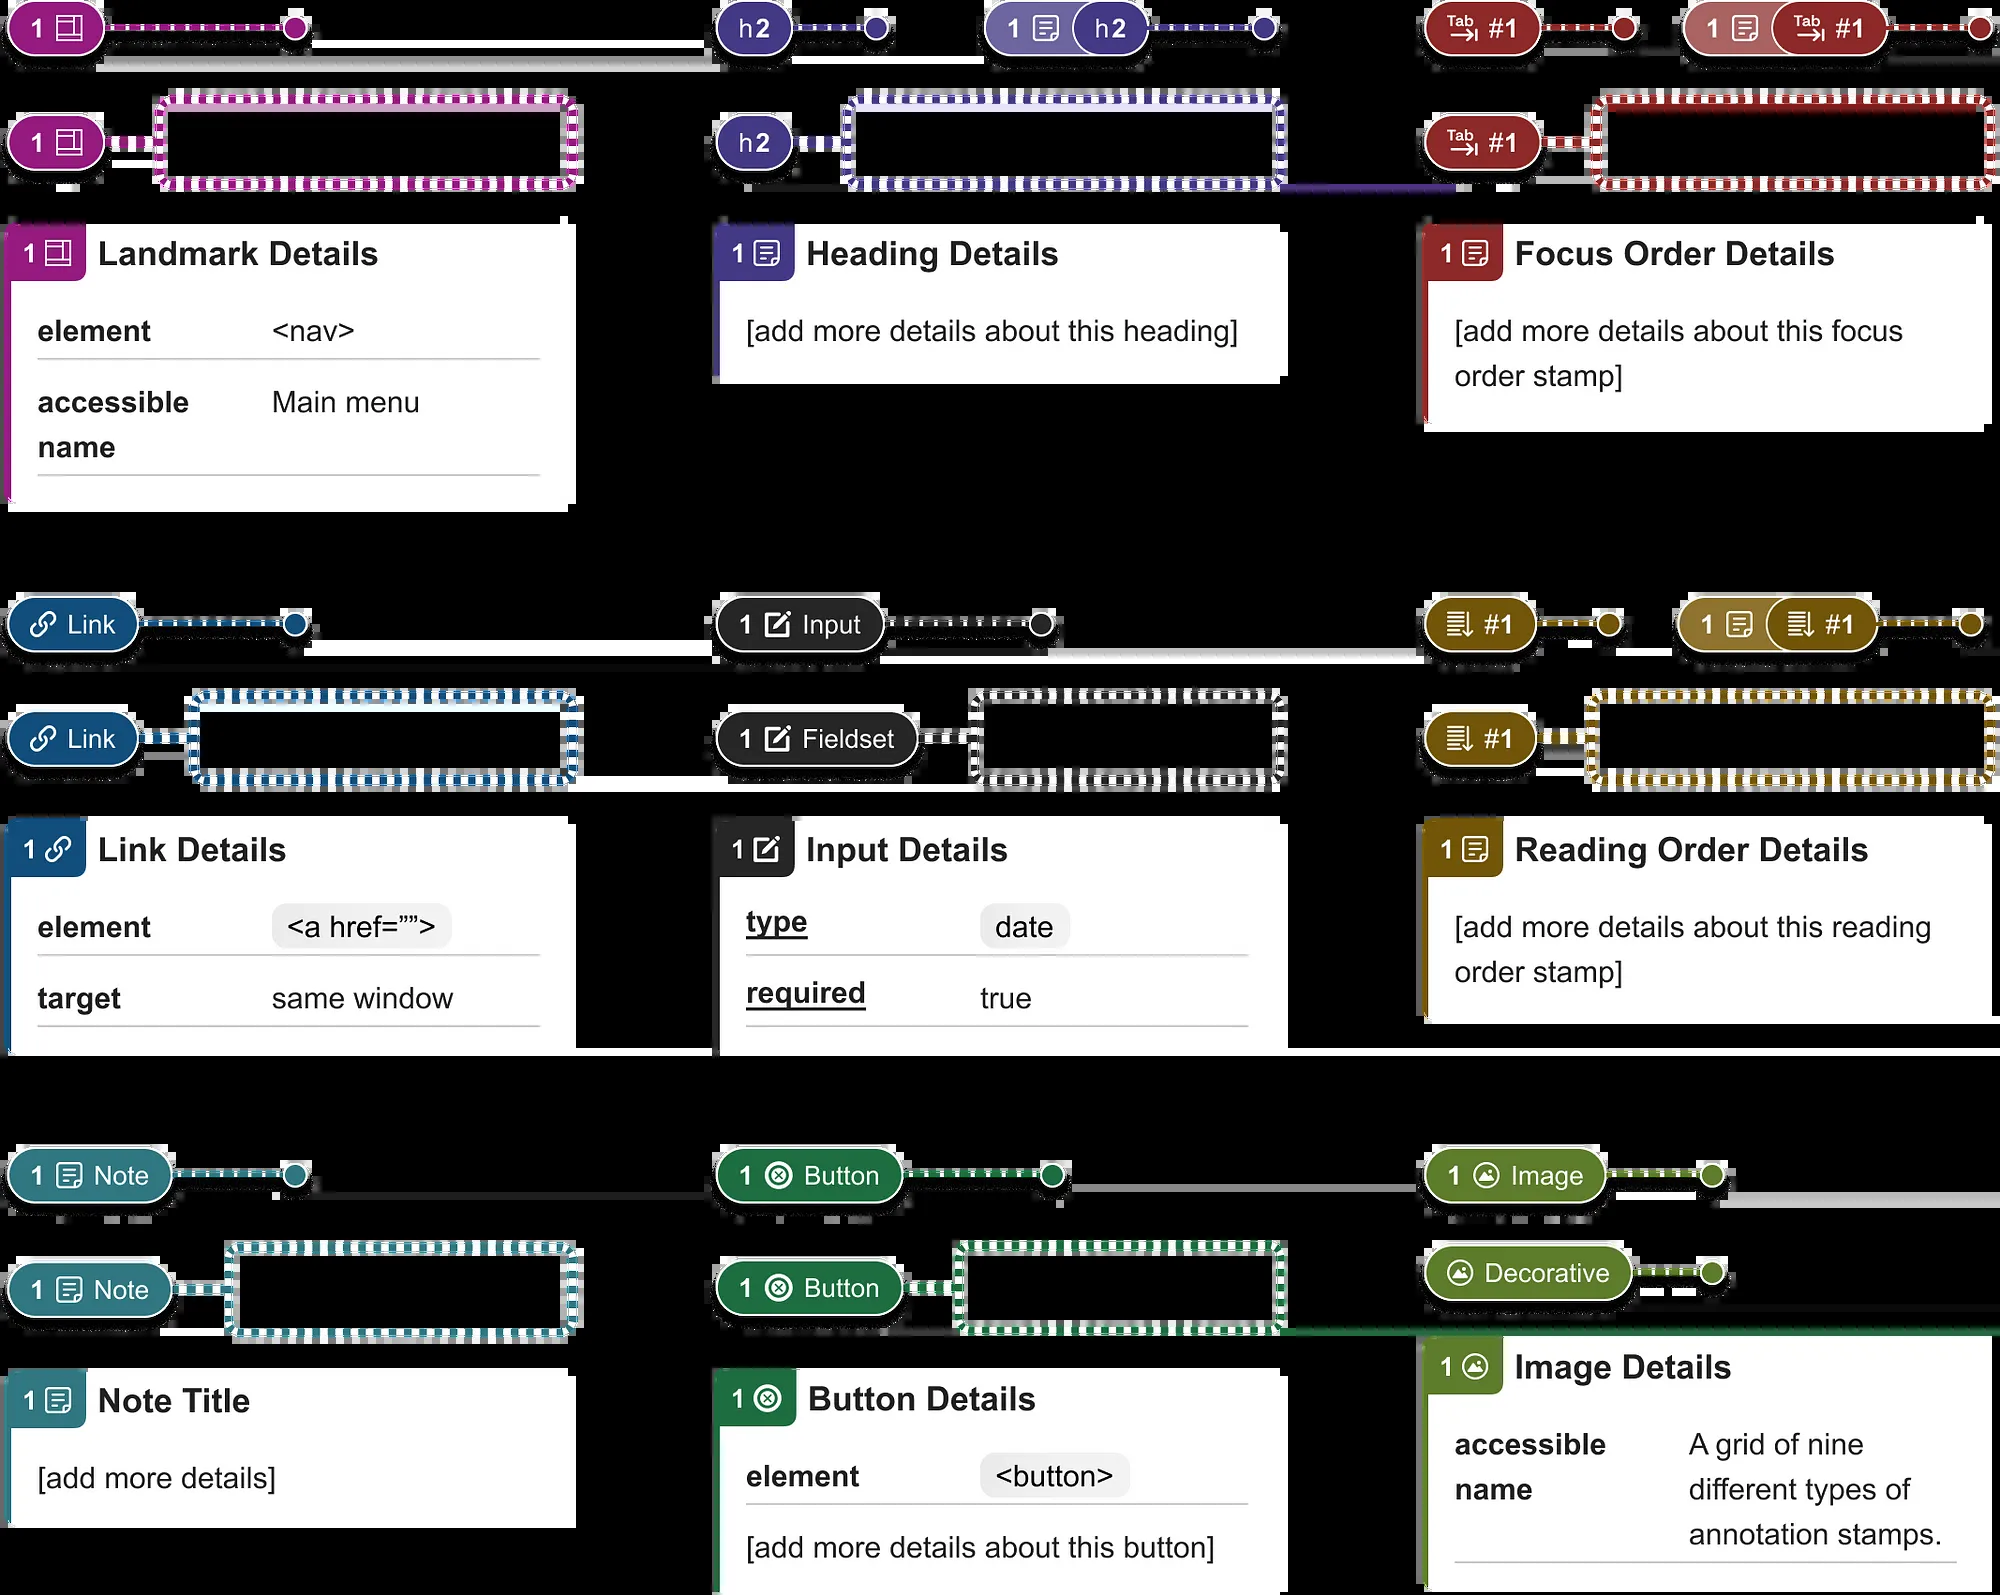 1
h2
1 h2
Tab #1
1 Tab #1
1
h2
Tab #1
1 Landmark Details
element <nav>
accessible Main menu
name
1 Heading Details
[add more details about this heading]
1 Focus Order Details
[add more details about this focus
order stamp]
Link
1 Input
#1
1 #1
Link
1 Fieldset
#1
1 Link Details
element <a href=””>
target same window
1 Input Details
type date
required true
1 Reading Order Details
[add more details about this reading
order stamp]
1 Note
1 Button
1 Image
1 Note
1 Button
Decorative
1 Note Title
[add more details]
1 Button Details
element <button>
[add more details about this button]
1 Image Details
accessible A grid of nine
name different types of
annotation stamps.